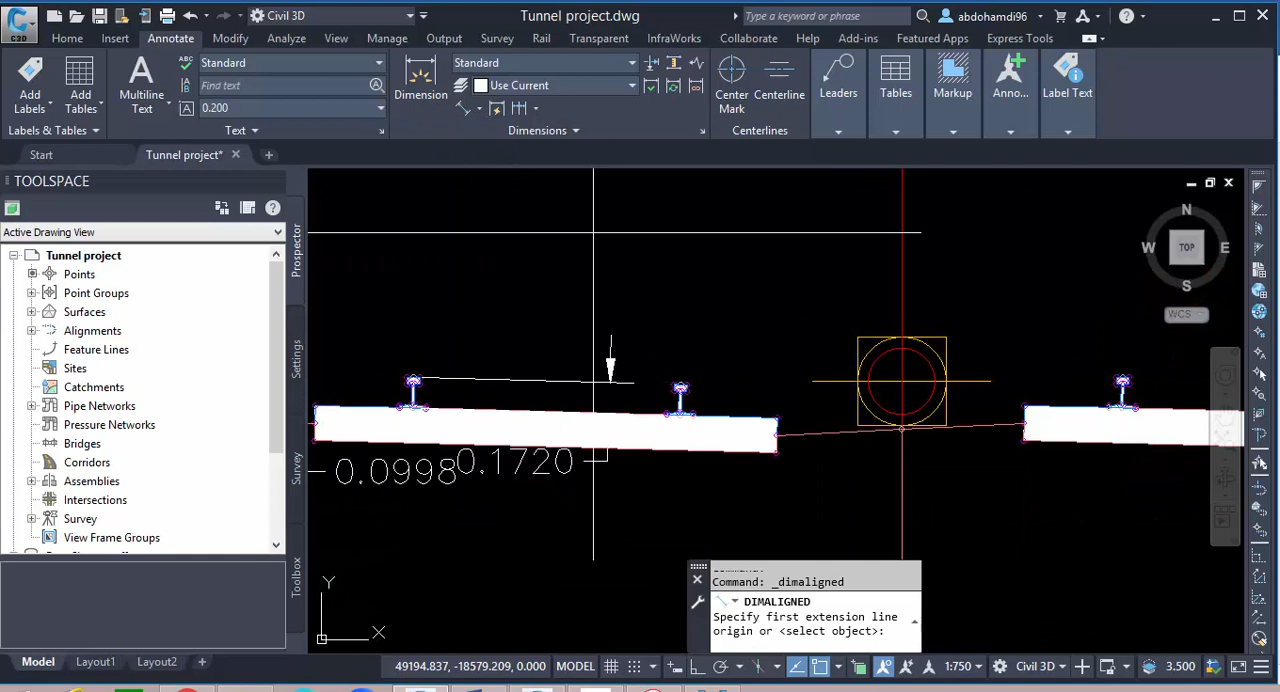 Civil 3D
Tunnel project.dwg
Type a keyword or phrase
abdohamdi96
C3D
Home Insert Annotate Modify Analyze View Manage Output Survey Rail Transparent InfraWorks Collaborate Help Add-ins Featured Apps Express Tools
Add Labels
Add Tables
Labels & Tables
Multiline Text
ABC
Standard
Find text
0.200
Text
Dimension
Standard
Use Current
Dimensions
Center Mark
Centerline
Centerlines
Leaders
Tables
Markup
Anno...
Label Text
Start
Tunnel project*
TOOLSPACE
Active Drawing View
Tunnel project
Points
Point Groups
Surfaces
Alignments
Feature Lines
Sites
Catchments
Pipe Networks
Pressure Networks
Bridges
Corridors
Assemblies
Intersections
Survey
View Frame Groups
Prospector
Settings
Survey
Toolbox
N
W
TOP
E
S
WCS
0.0998
0.1720
Y
X
Command: _dimaligned
DIMALIGNED
Specify first extension line
origin or <select object>:
Model Layout1 Layout2
49194.837, -18579.209, 0.000 MODEL
1:750
Civil 3D
3.500